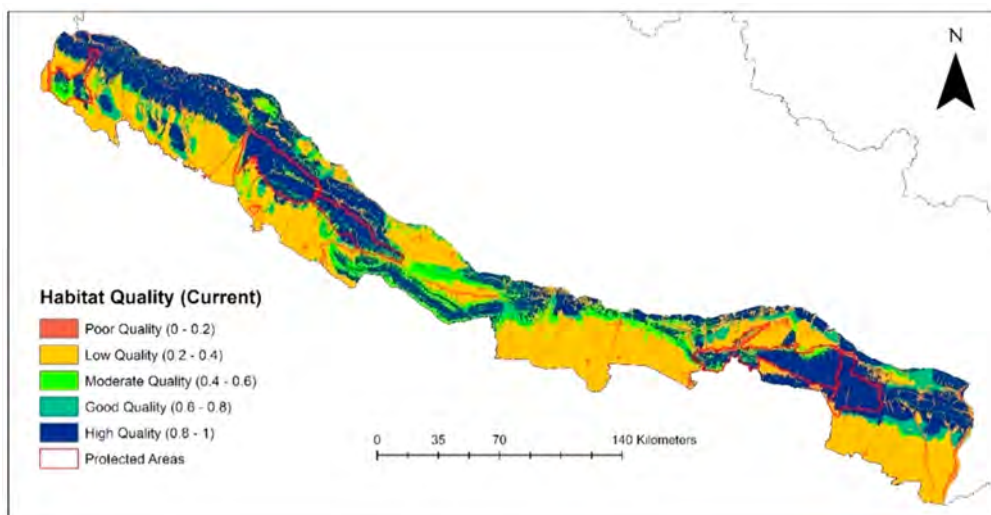 N
Habitat Quality (Current)
Poor Quality (0 - 0.2)
Low Quality (0.2 - 0.4)
Moderate Quality (0.4 - 0.6)
Good Quality (0.6 - 0.8)
High Quality (0.8 - 1)
Protected Areas
0 35 70 140 Kilometers